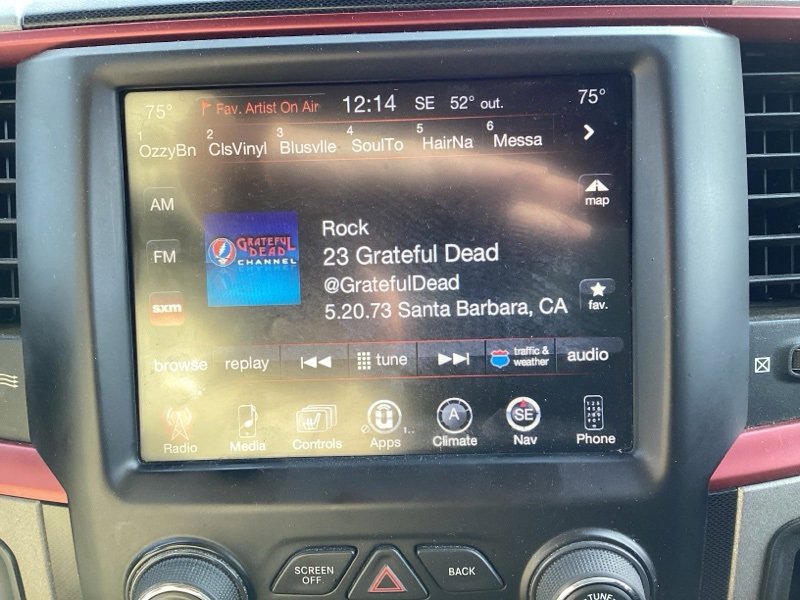 75° Fav. Artist On Air 12:14 SE 52° out. 75°
1 OzzyBn 2 ClsVinyl 3 Blusvlle 4 SoulTo 5 HairNa 6 Messa
AM
map
FM
GRATEFUL
DEAD
CHANNEL
Rock
23 Grateful Dead
@GratefulDead
5.20.73 Santa Barbara, CA
sxm
fav.
browse replay tune traffic & weather audio
A SE
Radio Media Controls Apps Climate Nav Phone
SCREEN OFF BACK
TUNE